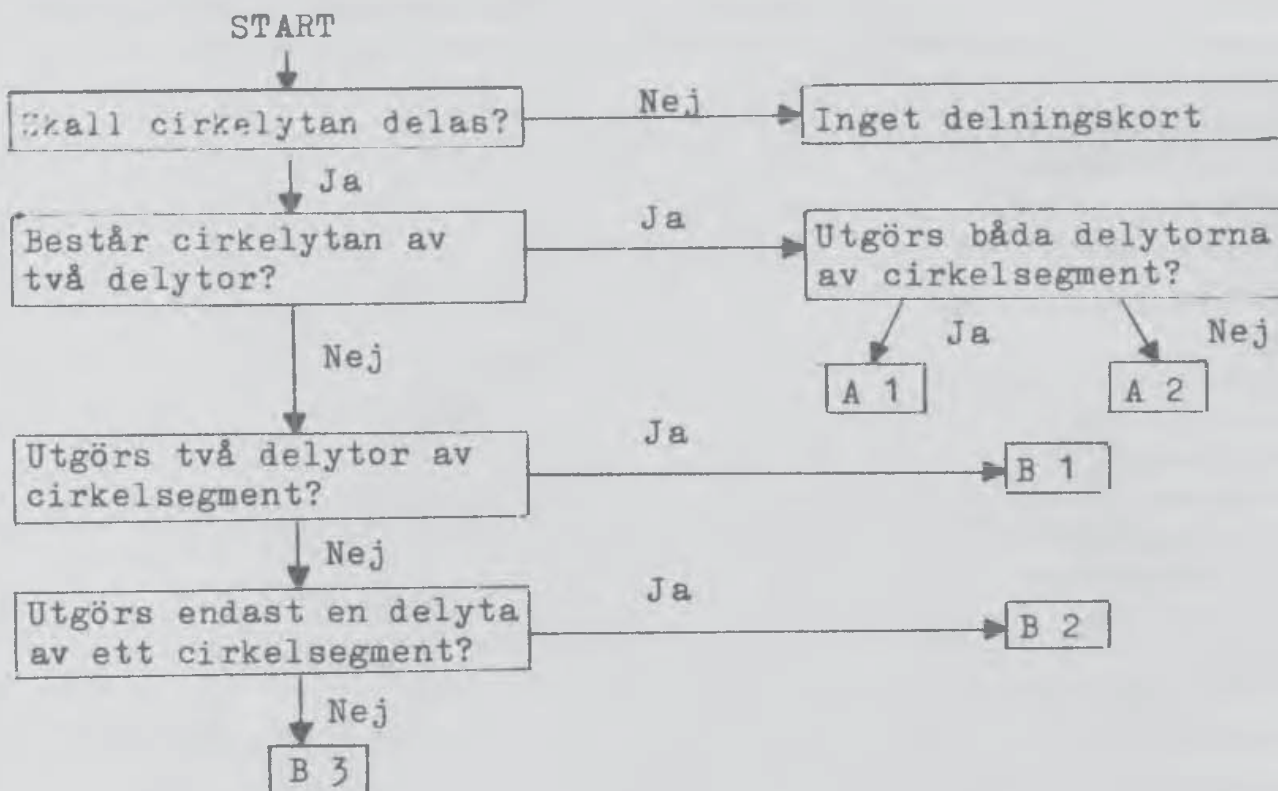 START
Skall cirkelytan delas?
Nej
Inget delningskort
Ja
Består cirkelytan av
två delytor?
Ja
Utgörs båda delytorna
av cirkelsegment?
Ja
Nej
A 1
A 2
Nej
Utgörs två delytor av
cirkelsegment?
Ja
B 1
Nej
Utgörs endast en delyta
av ett cirkelsegment?
Ja
B 2
Nej
B 3